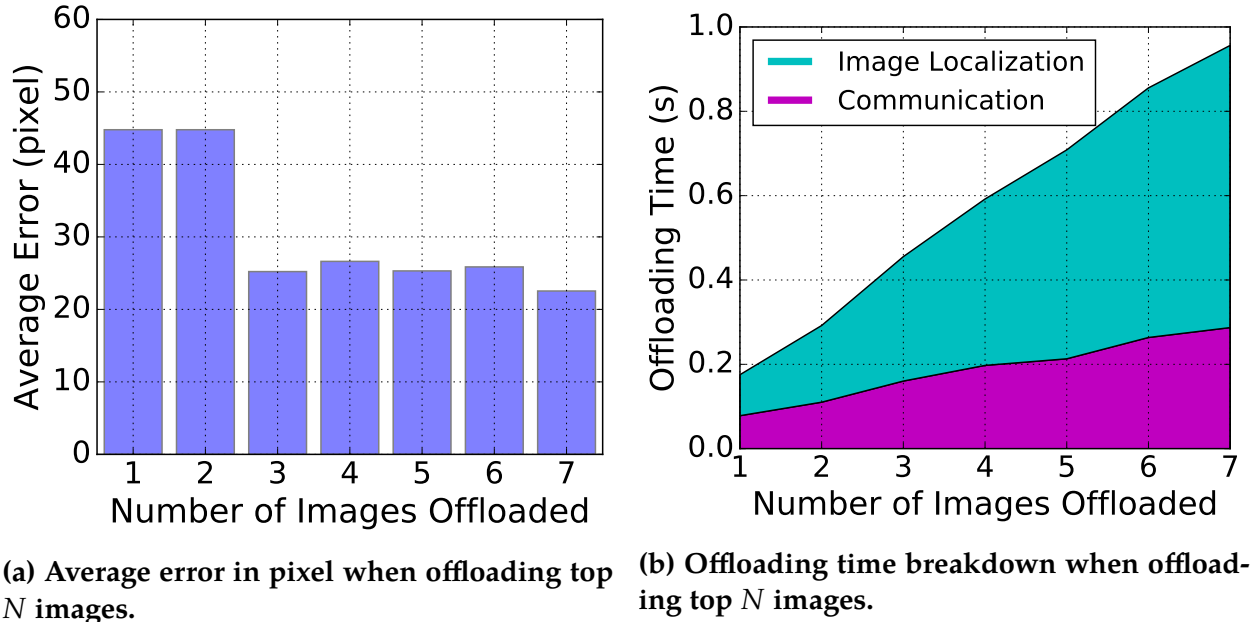 60
50
40
30
20
10
0
Average Error (pixel)
1 2 3 4 5 6 7
Number of Images Offloaded
(a) Average error in pixel when offloading top
N images.
1.0
0.8
0.6
0.4
0.2
0.0
Offloading Time (s)
Image Localization
Communication
1 2 3 4 5 6 7
Number of Images Offloaded
(b) Offloading time breakdown when offload-
ing top N images.